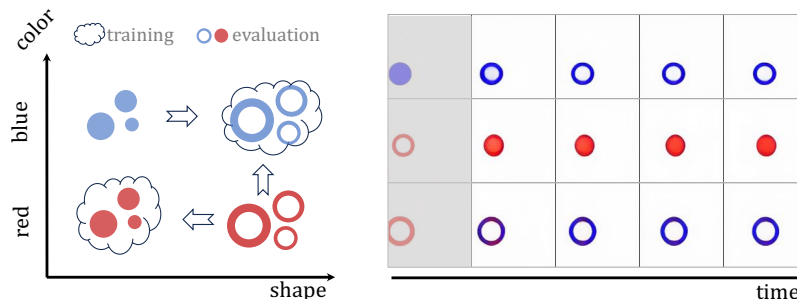 color
training
evaluation
blue
red
shape
time